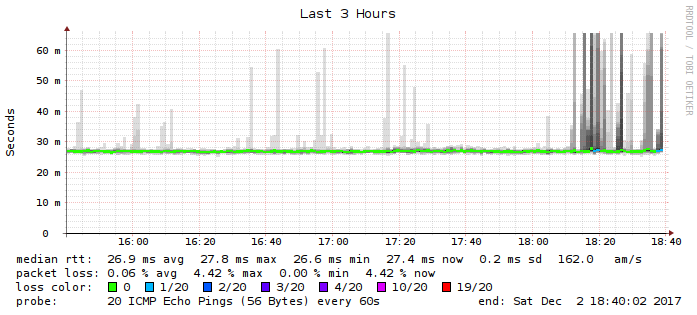 Last 3 Hours
RRDTOOL / TOBI OETIKER
Seconds
60 m
50 m
40 m
30 m
20 m
10 m
0
16:00 16:20 16:40 17:00 17:20 17:40 18:00 18:20 18:40
median rtt: 26.9 ms avg 27.8 ms max 26.6 ms min 27.4 ms now 0.2 ms sd 162.0 am/s
packet loss: 0.06 % avg 4.42 % max 0.00 % min 4.42 % now
loss color: 0 1/20 2/20 3/20 4/20 10/20 19/20
probe: 20 ICMP Echo Pings (56 Bytes) every 60s end: Sat Dec 2 18:40:02 2017